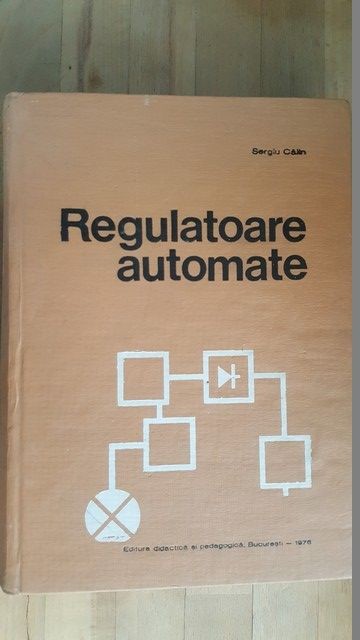 Sergiu Călin
Regulatoare
automate
Editura didactică și pedagogică, București – 1976